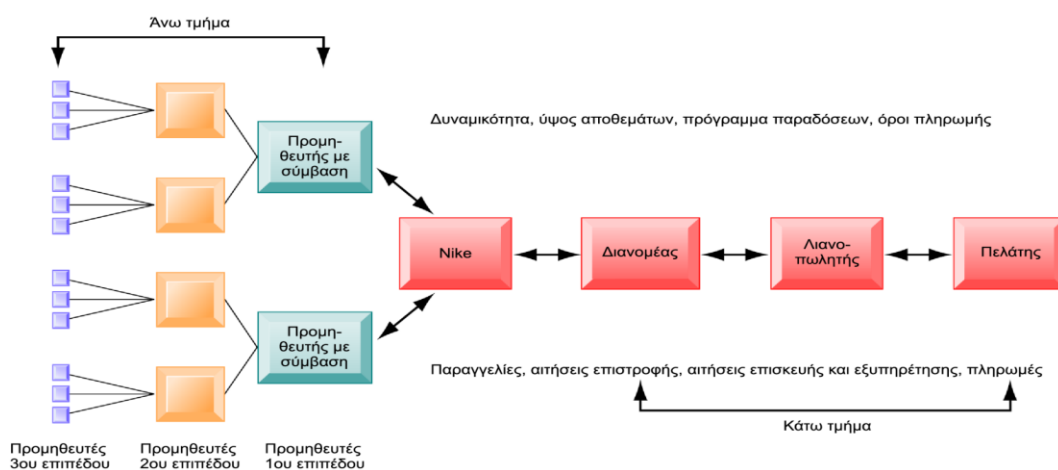 Άνω τμήμα
Δυναμικότητα, ύψος αποθεμάτων, πρόγραμμα παραδόσεων, όροι πληρωμής
Προμη-
θευτής με
σύμβαση
Nike
Διανομέας
Λιανο-
πωλητής
Πελάτης
Προμη-
θευτής με
σύμβαση
Παραγγελίες, αιτήσεις επιστροφής, αιτήσεις επισκευής και εξυπηρέτησης, πληρωμές
Κάτω τμήμα
Προμηθευτές
3ου επιπέδου
Προμηθευτές
2ου επιπέδου
Προμηθευτές
1ου επιπέδου